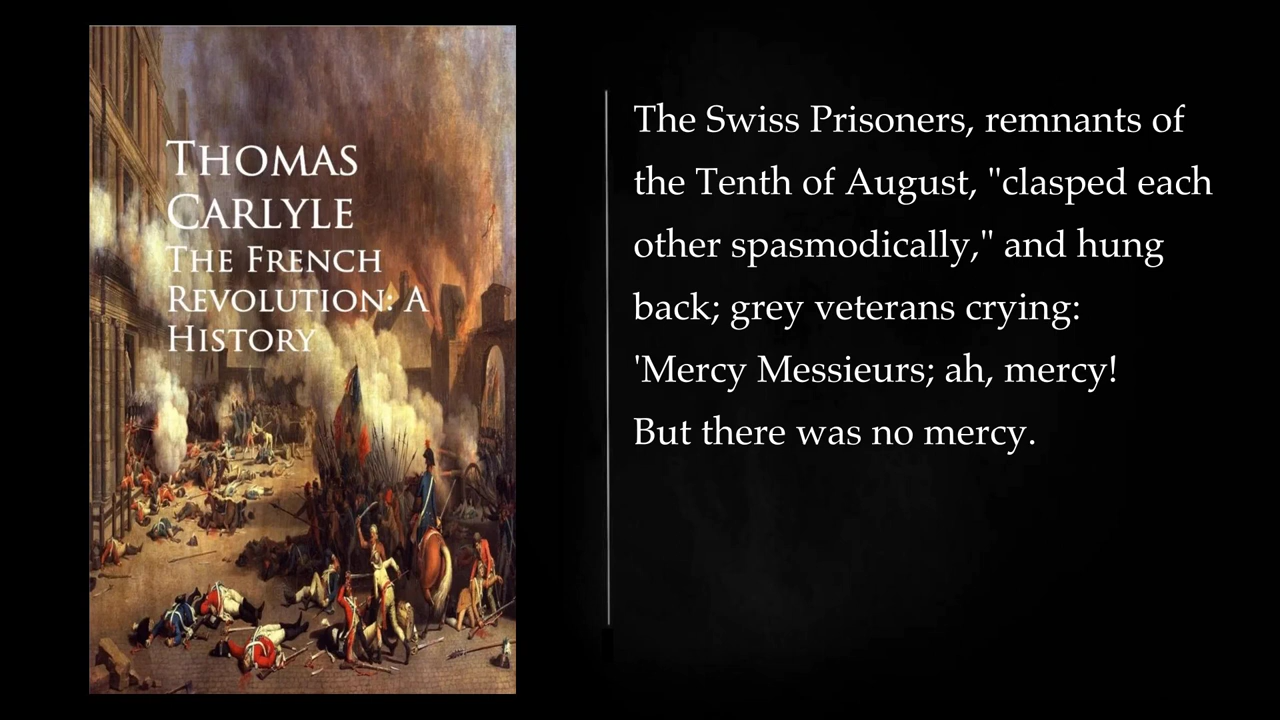 THOMAS
CARLYLE
THE FRENCH
REVOLUTION: A
HISTORY
The Swiss Prisoners, remnants of
the Tenth of August, "clasped each
other spasmodically," and hung
back; grey veterans crying:
'Mercy Messieurs; ah, mercy!
But there was no mercy.